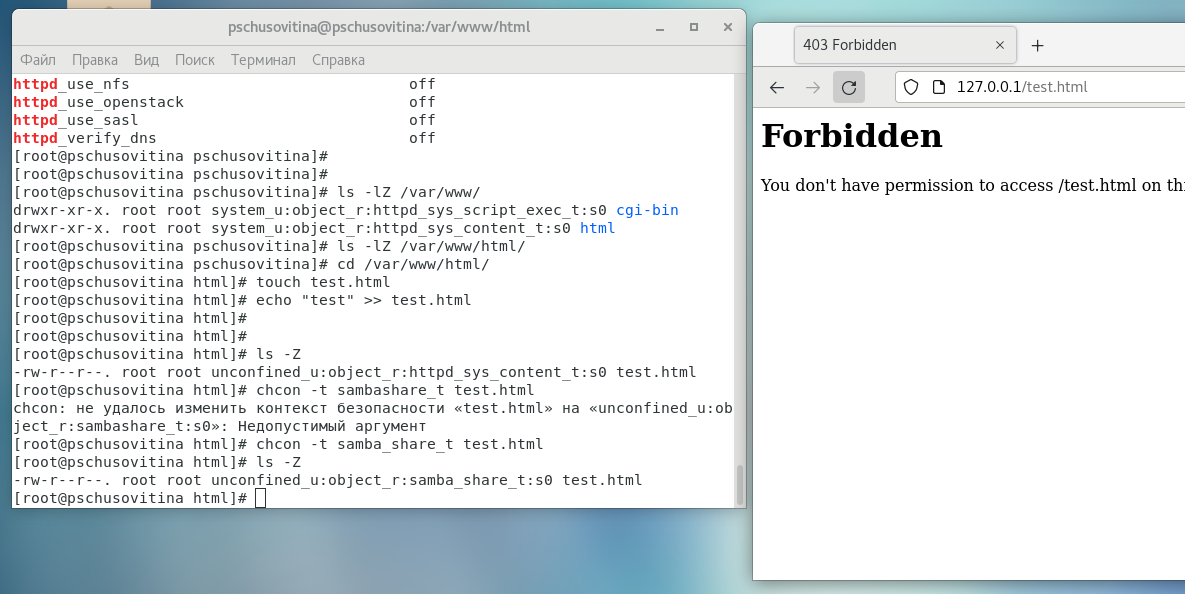 pschusovitina@pschusovitina:/var/www/html
Файл Правка Вид Поиск Терминал Справка
httpd_use_nfs off
httpd_use_openstack off
httpd_use_sasl off
httpd_verify_dns off
[root@pschusovitina pschusovitina]#
[root@pschusovitina pschusovitina]#
[root@pschusovitina pschusovitina]# ls -lZ /var/www/
drwxr-xr-x. root root system_u:object_r:httpd_sys_script_exec_t:s0 cgi-bin
drwxr-xr-x. root root system_u:object_r:httpd_sys_content_t:s0 html
[root@pschusovitina pschusovitina]# ls -lZ /var/www/html/
[root@pschusovitina pschusovitina]# cd /var/www/html/
[root@pschusovitina html]# touch test.html
[root@pschusovitina html]# echo "test" >> test.html
[root@pschusovitina html]#
[root@pschusovitina html]#
[root@pschusovitina html]# ls -Z
-rw-r--r--. root root unconfined_u:object_r:httpd_sys_content_t:s0 test.html
[root@pschusovitina html]# chcon -t sambashare_t test.html
chcon: не удалось изменить контекст безопасности «test.html» на «unconfined_u:ob
ject_r:sambashare_t:s0»: Недопустимый аргумент
[root@pschusovitina html]# chcon -t samba_share_t test.html
[root@pschusovitina html]# ls -Z
-rw-r--r--. root root unconfined_u:object_r:samba_share_t:s0 test.html
[root@pschusovitina html]#
403 Forbidden
127.0.0.1/test.html
Forbidden
You don't have permission to access /test.html on thi